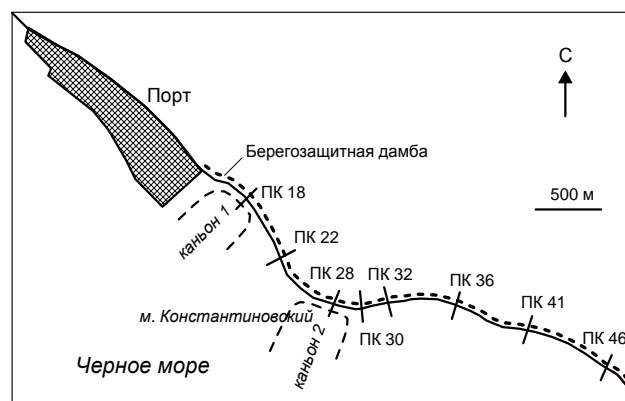 С
Порт
Берегозащитная дамба
ПК 18
500 м
каньон 1
ПК 22
ПК 28
ПК 32
ПК 36
м. Константиновский
ПК 41
каньон 2
ПК 30
ПК 46
Черное море